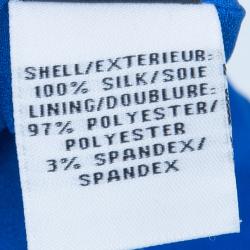 SHELL/EXTERIEUR:
100% SILK/SOIE
LINING/DOUBLURE:
97% POLYESTER/
POLYESTER
3% SPANDEX/
SPANDEX